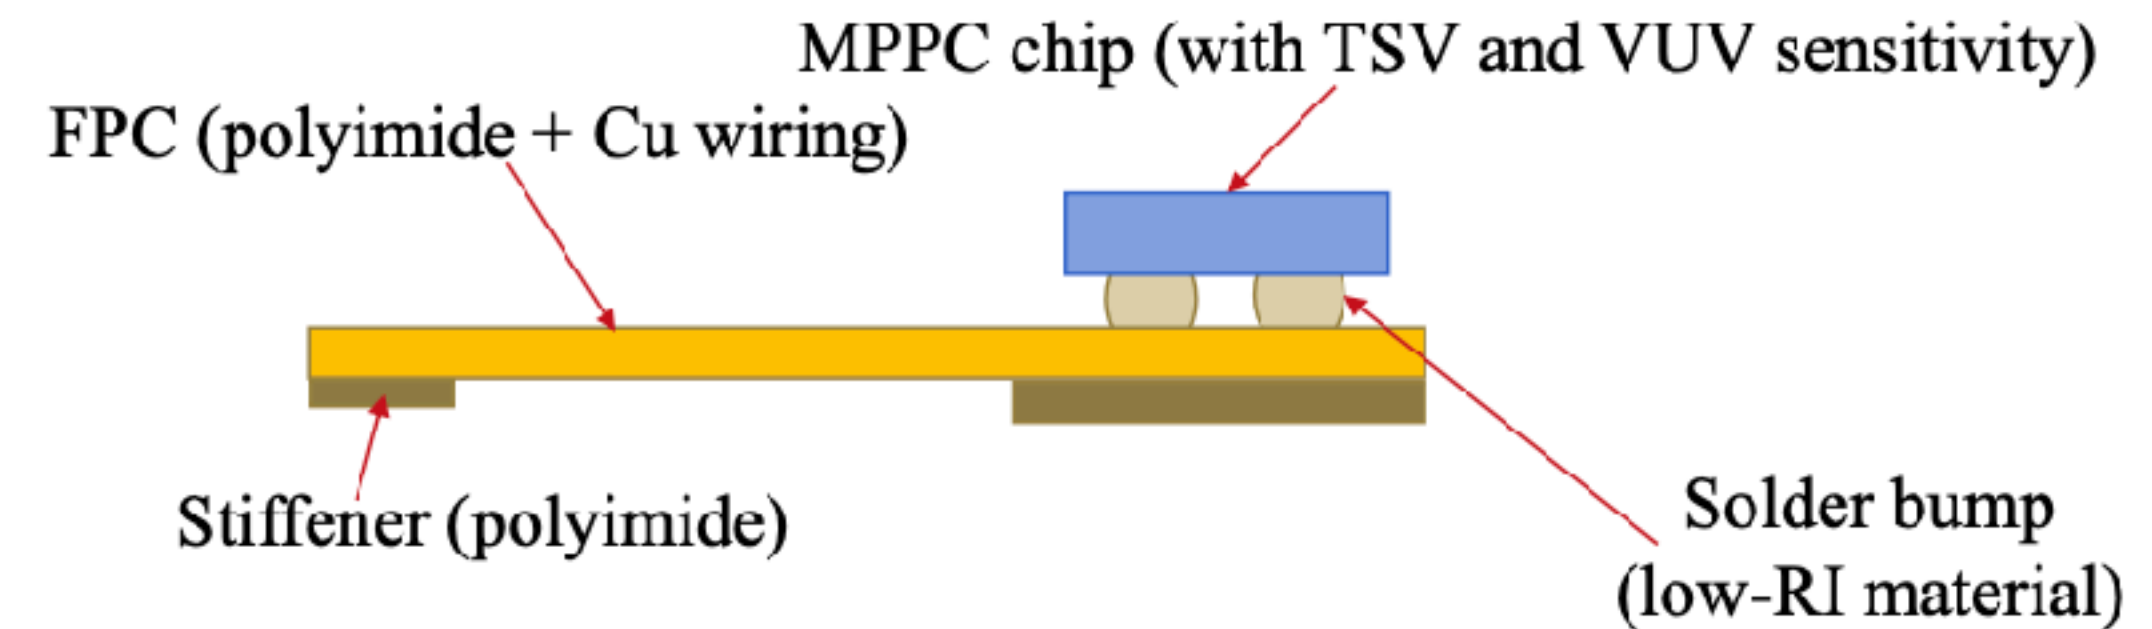 MPPC chip (with TSV and VUV sensitivity)
FPC (polyimide + Cu wiring)
Stiffener (polyimide)
Solder bump
(low-RI material)